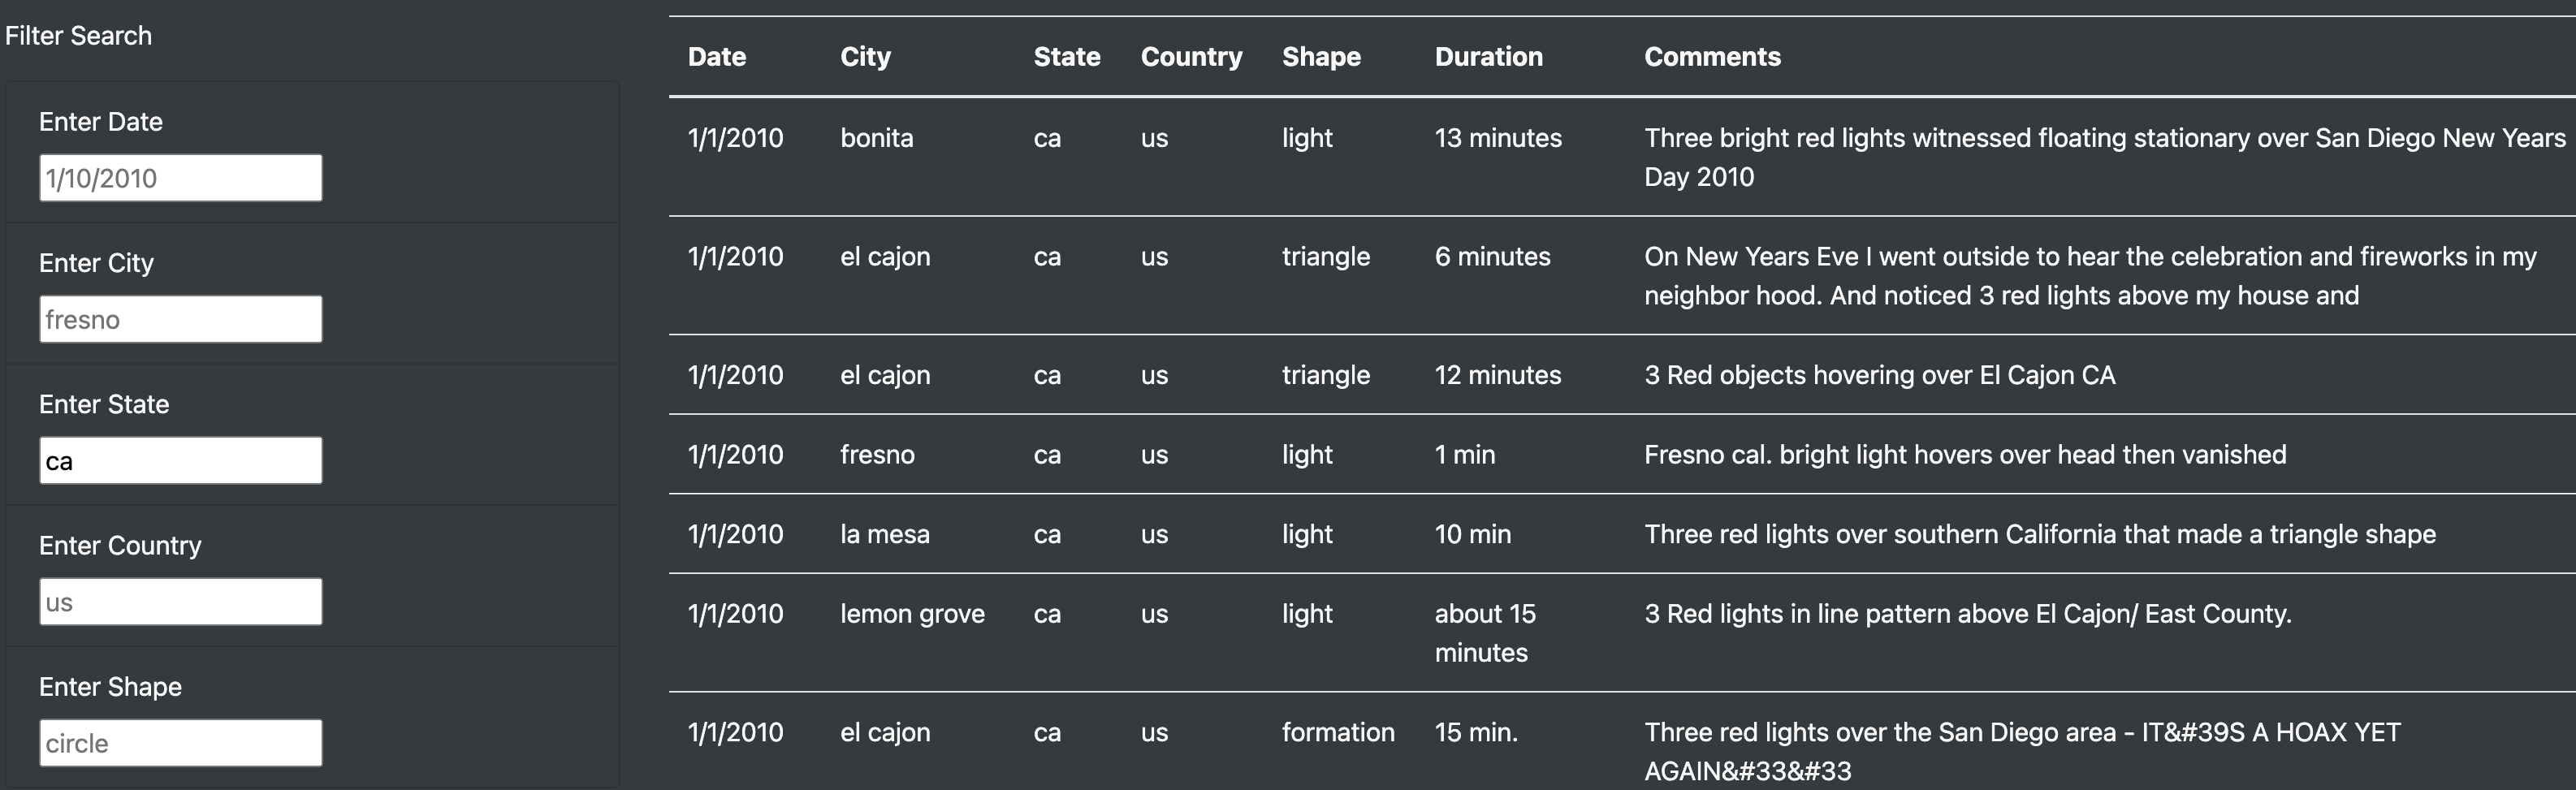 Filter Search
Enter Date
1/10/2010
Enter City
fresno
Enter State
ca
Enter Country
us
Enter Shape
circle
Date City State Country Shape Duration Comments
1/1/2010 bonita ca us light 13 minutes Three bright red lights witnessed floating stationary over San Diego New Years
Day 2010
1/1/2010 el cajon ca us triangle 6 minutes On New Years Eve I went outside to hear the celebration and fireworks in my
neighbor hood. And noticed 3 red lights above my house and
1/1/2010 el cajon ca us triangle 12 minutes 3 Red objects hovering over El Cajon CA
1/1/2010 fresno ca us light 1 min Fresno cal. bright light hovers over head then vanished
1/1/2010 la mesa ca us light 10 min Three red lights over southern California that made a triangle shape
1/1/2010 lemon grove ca us light about 15 3 Red lights in line pattern above El Cajon/ East County.
minutes
1/1/2010 el cajon ca us formation 15 min. Three red lights over the San Diego area - IT&#39S A HOAX YET
AGAIN&#33&#33